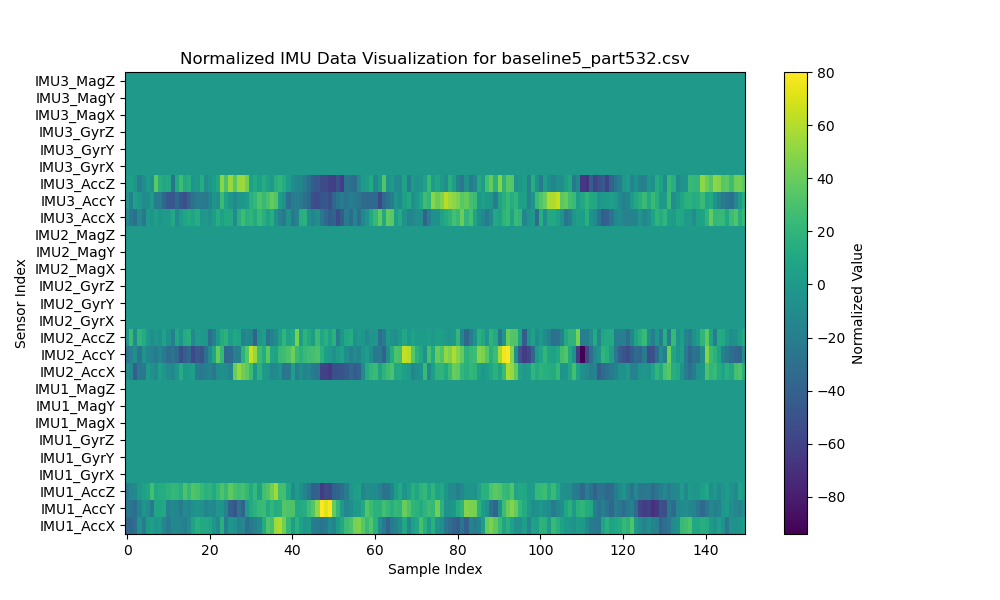 Normalized IMU Data Visualization for baseline5_part532.csv
IMU3_MagZ
IMU3_MagY
IMU3_MagX
IMU3_GyrZ
IMU3_GyrY
IMU3_GyrX
IMU3_AccZ
IMU3_AccY
IMU3_AccX
IMU2_MagZ
IMU2_MagY
IMU2_MagX
IMU2_GyrZ
IMU2_GyrY
IMU2_GyrX
IMU2_AccZ
IMU2_AccY
IMU2_AccX
IMU1_MagZ
IMU1_MagY
IMU1_MagX
IMU1_GyrZ
IMU1_GyrY
IMU1_GyrX
IMU1_AccZ
IMU1_AccY
IMU1_AccX
Sensor Index
0 20 40 60 80 100 120 140
Sample Index
80
60
40
20
0
−20
−40
−60
−80
Normalized Value